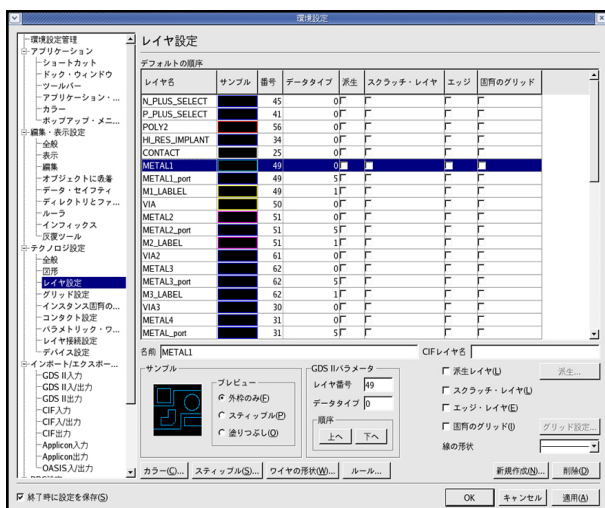 環境設定
環境設定管理
アプリケーション
ショートカット
ドック・ウィンドウ
ツールバー
アプリケーション・...
カラー
ポップアップ・メニ...
編集・表示設定
全般
表示
編集
オブジェクトに吸着
データ・セイフティ
ディレクトリとファ...
ルーラ
インフィックス
反復ツール
テクノロジ設定
全般
図形
レイヤ設定
グリッド設定
インスタンス固有の...
コンタクト設定
パラメトリック・ワ...
レイヤ接続設定
デバイス設定
インポート/エクスポー...
GDS II入力
GDS II入/出力
GDS II出力
CIF入力
CIF入/出力
CIF出力
Applicon入力
Applicon出力
OASIS入/出力
レイヤ設定
デフォルトの順序
レイヤ名 サンプル 番号 データタイプ 派生 スクラッチ・レイヤ エッジ 固有のグリッド
N_PLUS_SELECT 45 0
P_PLUS_SELECT 41 0
POLY2 56 0
HI_RES_IMPLANT 34 0
CONTACT 25 0
METAL1 49 0
METAL1_port 49 5
M1_LABLEL 49 1
VIA 50 0
METAL2 51 0
METAL2_port 51 5
M2_LABEL 51 1
VIA2 61 0
METAL3 62 0
METAL3_port 62 5
M3_LABEL 62 1
VIA3 30 0
METAL4 31 0
METAL_port 31 5
名前 METAL1 CIFレイヤ名
サンプル
プレビュー
外枠のみ(F)
スティップル(P)
塗りつぶし(O)
GDS IIパラメータ
レイヤ番号 49
データタイプ 0
順序
上へ 下へ
派生レイヤ(L) 派生...
スクラッチ・レイヤ(L)
エッジ・レイヤ(E)
固有のグリッド(I) グリッド設定...
線の形状
カラー(C)... スティップル(S)... ワイヤの形状(W)... ルール... 新規作成(N)... 削除(D)
終了時に設定を保存(S) OK キャンセル 適用(A)